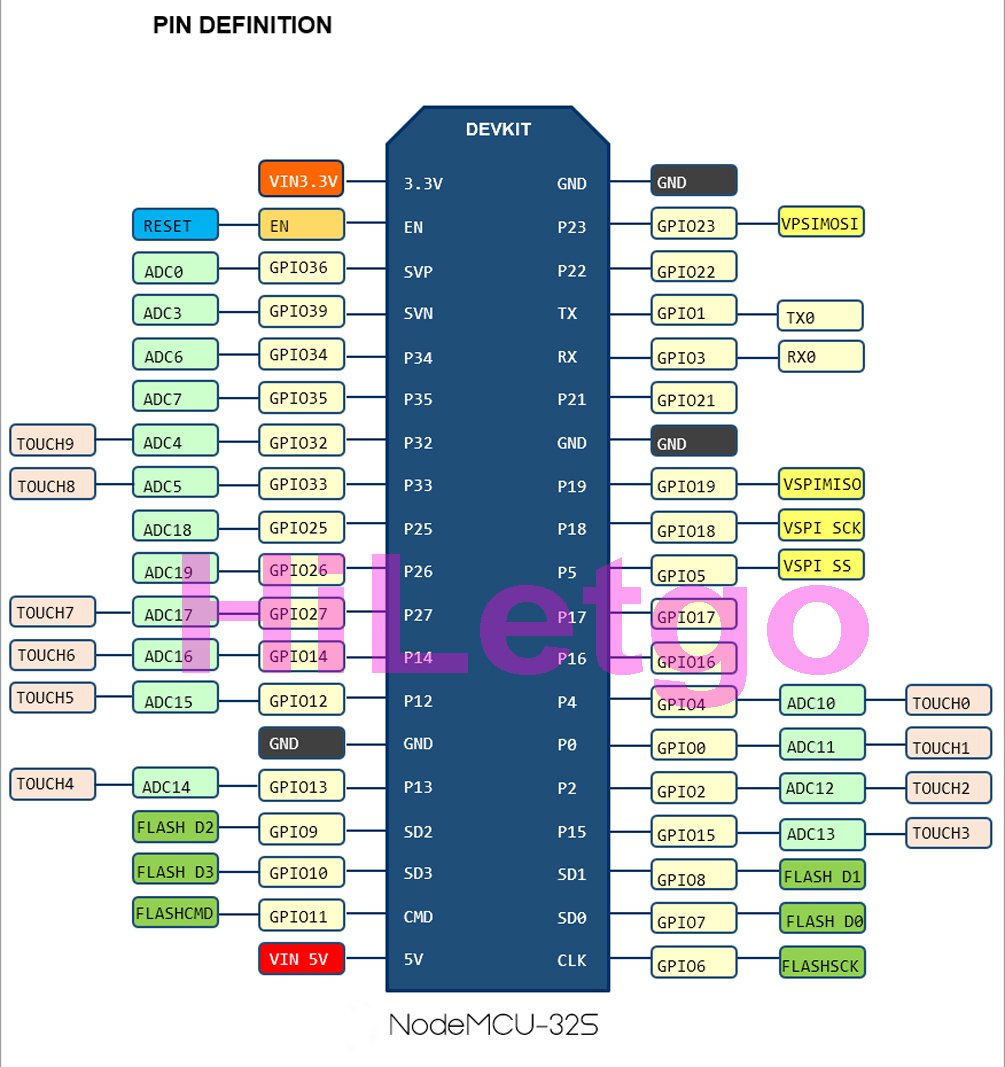 PIN DEFINITION
DEVKIT
VIN3.3V 3.3V GND GND
RESET EN EN P23 GPIO23 VPSIMOSI
ADC0 GPIO36 SVP P22 GPIO22
ADC3 GPIO39 SVN TX GPIO1 TX0
ADC6 GPIO34 P34 RX GPIO3 RX0
ADC7 GPIO35 P35 P21 GPIO21
TOUCH9 ADC4 GPIO32 P32 GND GND
TOUCH8 ADC5 GPIO33 P33 P19 GPIO19 VSPIMISO
ADC18 GPIO25 P25 P18 GPIO18 VSPI SCK
ADC19 GPIO26 P26 P5 GPIO5 VSPI SS
TOUCH7 ADC17 GPIO27 P27 P17 GPIO17
HiLetgo
TOUCH6 ADC16 GPIO14 P14 P16 GPIO16
TOUCH5 ADC15 GPIO12 P12 P4 GPIO4 ADC10 TOUCH0
GND GND P0 GPIO0 ADC11 TOUCH1
TOUCH4 ADC14 GPIO13 P13 P2 GPIO2 ADC12 TOUCH2
FLASH D2 GPIO9 SD2 P15 GPIO15 ADC13 TOUCH3
FLASH D3 GPIO10 SD3 SD1 GPIO8 FLASH D1
FLASHCMD GPIO11 CMD SD0 GPIO7 FLASH D0
VIN 5V 5V CLK GPIO6 FLASHSCK
NodeMCU-32S